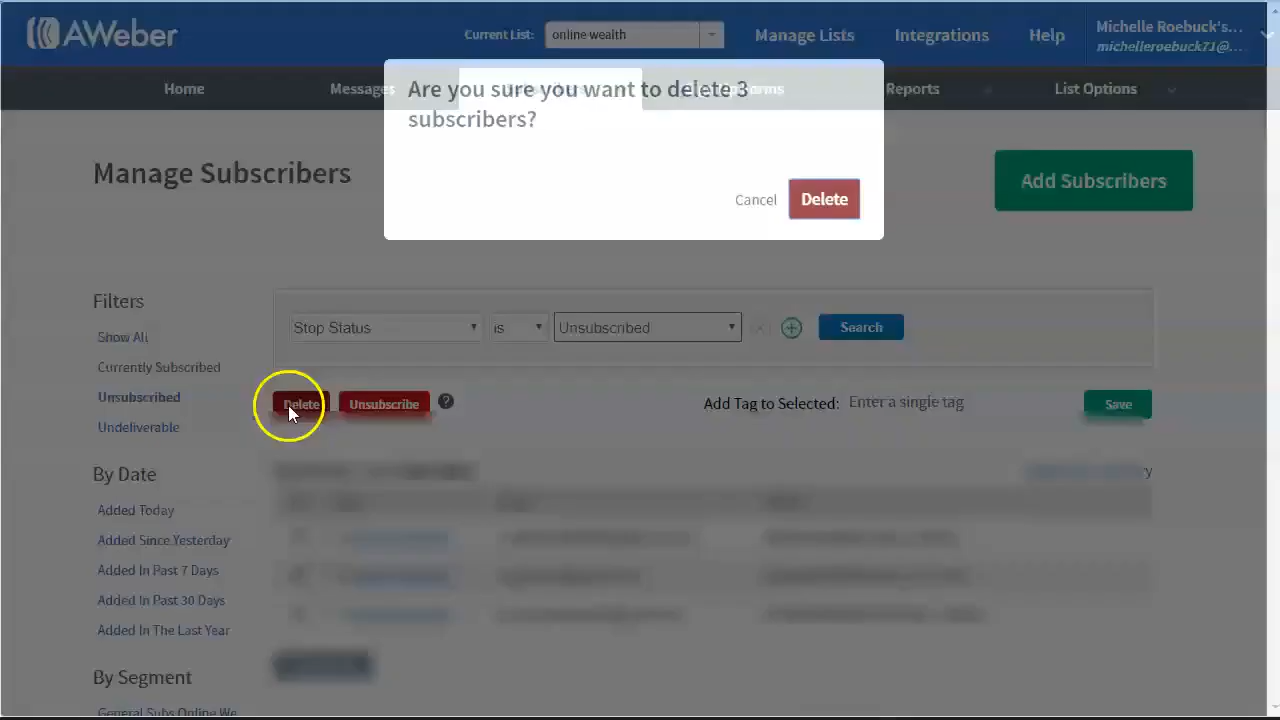 AWeber
Current List:
online wealth
Manage Lists
Integrations
Help
Michelle Roebuck's...
michelleroebuck71@...
Home
Messages
Reports
List Options
Are you sure you want to delete 3
subscribers?
Cancel
Delete
Manage Subscribers
Add Subscribers
Filters
Show All
Currently Subscribed
Unsubscribed
Undeliverable
Stop Status
is
Unsubscribed
Search
Delete
Unsubscribe
?
Add Tag to Selected:
Enter a single tag
Save
By Date
Added Today
Added Since Yesterday
Added In Past 7 Days
Added In Past 30 Days
Added In The Last Year
By Segment
General Subs Online We